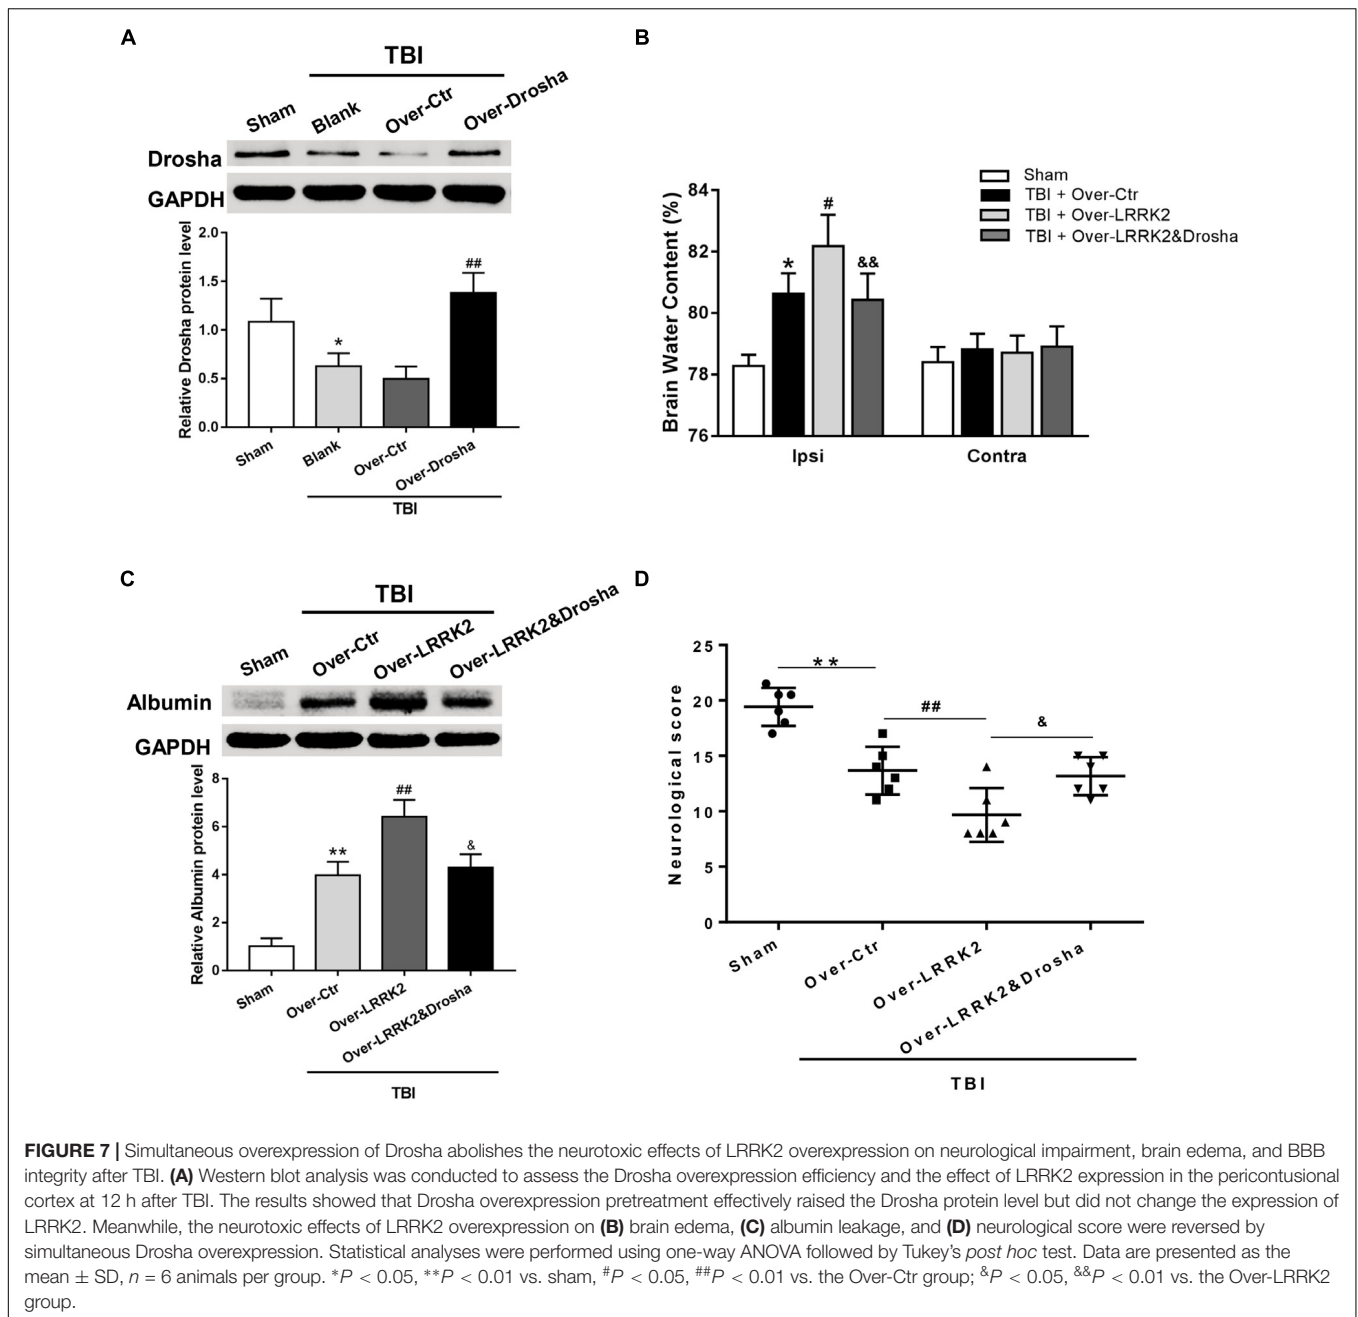 A
TBI
Sham Blank Over-Ctr Over-Drosha
Drosha
GAPDH
Relative Drosha protein level
2.0
1.5
##
1.0
*
0.5
0.0
Sham Blank Over-Ctr Over-Drosha
TBI
B
Sham
TBI + Over-Ctr
TBI + Over-LRRK2
TBI + Over-LRRK2&Drosha
Brain Water Content (%)
84
#
82
* &&
80
78
76
Ipsi Contra
C
TBI
Sham Over-Ctr Over-LRRK2 Over-LRRK2&Drosha
Albumin
GAPDH
Relative Albumin protein level
8
##
6
** &
4
2
0
Sham Over-Ctr Over-LRRK2 Over-LRRK2&Drosha
TBI
D
Neurological score
25
**
20
## &
15
10
5
0
Sham Over-Ctr Over-LRRK2 Over-LRRK2&Drosha
TBI
FIGURE 7 | Simultaneous overexpression of Drosha abolishes the neurotoxic effects of LRRK2 overexpression on neurological impairment, brain edema, and BBB
integrity after TBI. (A) Western blot analysis was conducted to assess the Drosha overexpression efficiency and the effect of LRRK2 expression in the pericontusional
cortex at 12 h after TBI. The results showed that Drosha overexpression pretreatment effectively raised the Drosha protein level but did not change the expression of
LRRK2. Meanwhile, the neurotoxic effects of LRRK2 overexpression on (B) brain edema, (C) albumin leakage, and (D) neurological score were reversed by
simultaneous Drosha overexpression. Statistical analyses were performed using one-way ANOVA followed by Tukey's post hoc test. Data are presented as the
mean ± SD, n = 6 animals per group. *P < 0.05, **P < 0.01 vs. sham, #P < 0.05, ##P < 0.01 vs. the Over-Ctr group; &P < 0.05, &&P < 0.01 vs. the Over-LRRK2
group.